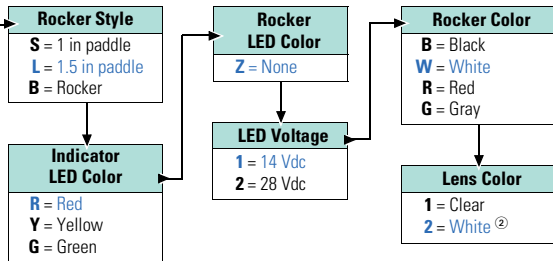 Rocker Style
S = 1 in paddle
L = 1.5 in paddle
B = Rocker
Indicator
LED Color
R = Red
Y = Yellow
G = Green
Rocker
LED Color
Z = None
LED Voltage
1 = 14 Vdc
2 = 28 Vdc
Rocker Color
B = Black
W = White
R = Red
G = Gray
Lens Color
1 = Clear
2 = White ②